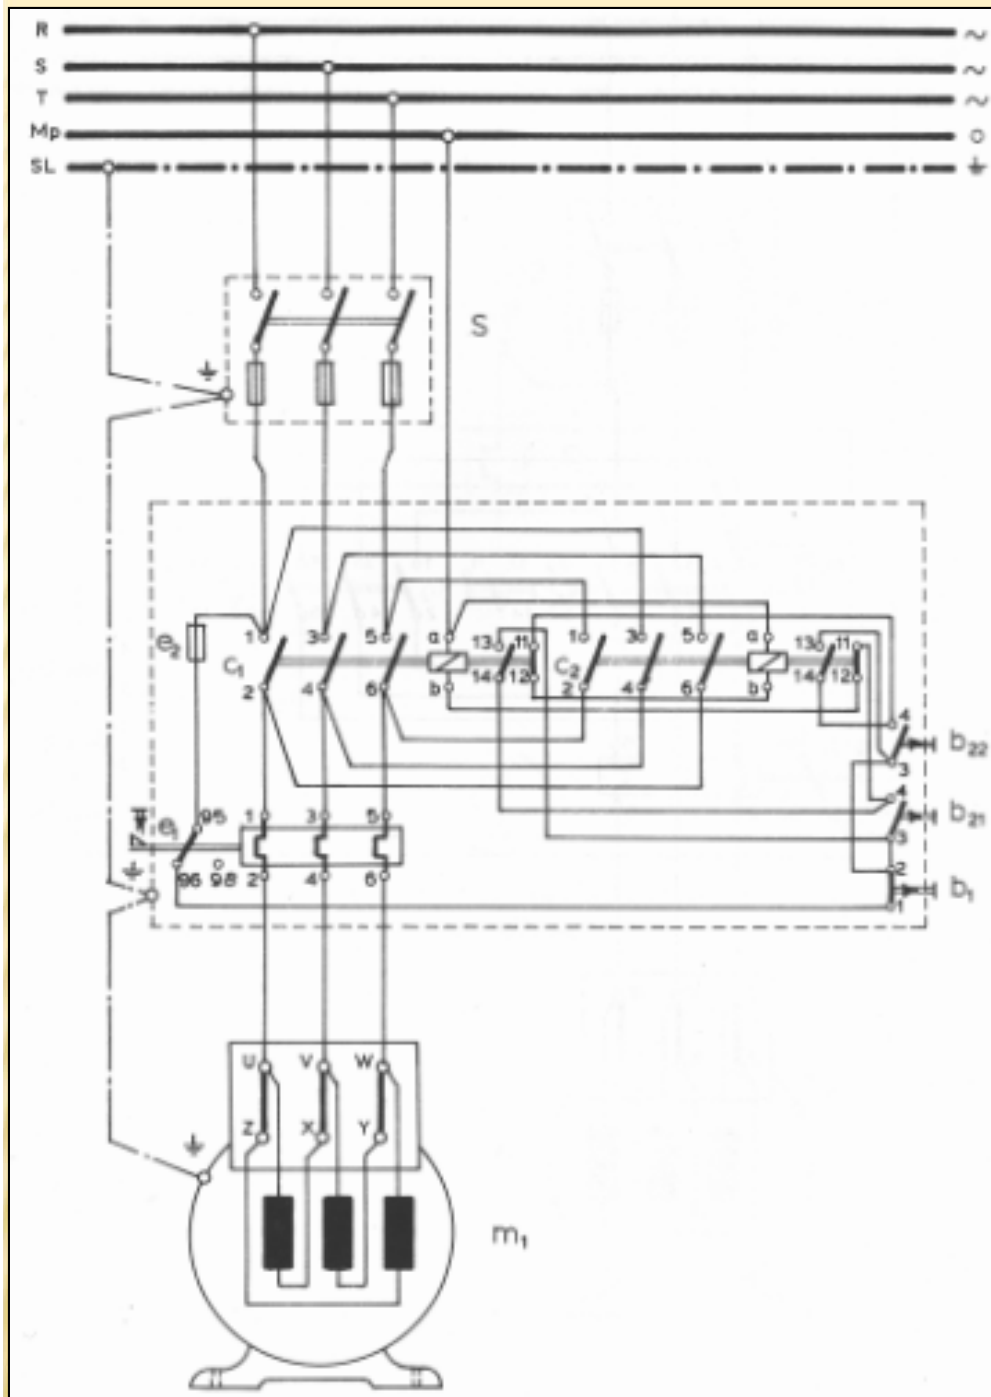 R ~
S ~
T ~
Mp o
SL
S
1 3 5 a 13 11 1 3 5 a 13 11
e2
C1 C2
14 12 14 12
2 4 6 b 2 4 6 b
4
b22
3
4
b21
3
95 1 3 5
e1
2
96 98 2 4 6
b1
1
U V W
Z X Y
m1